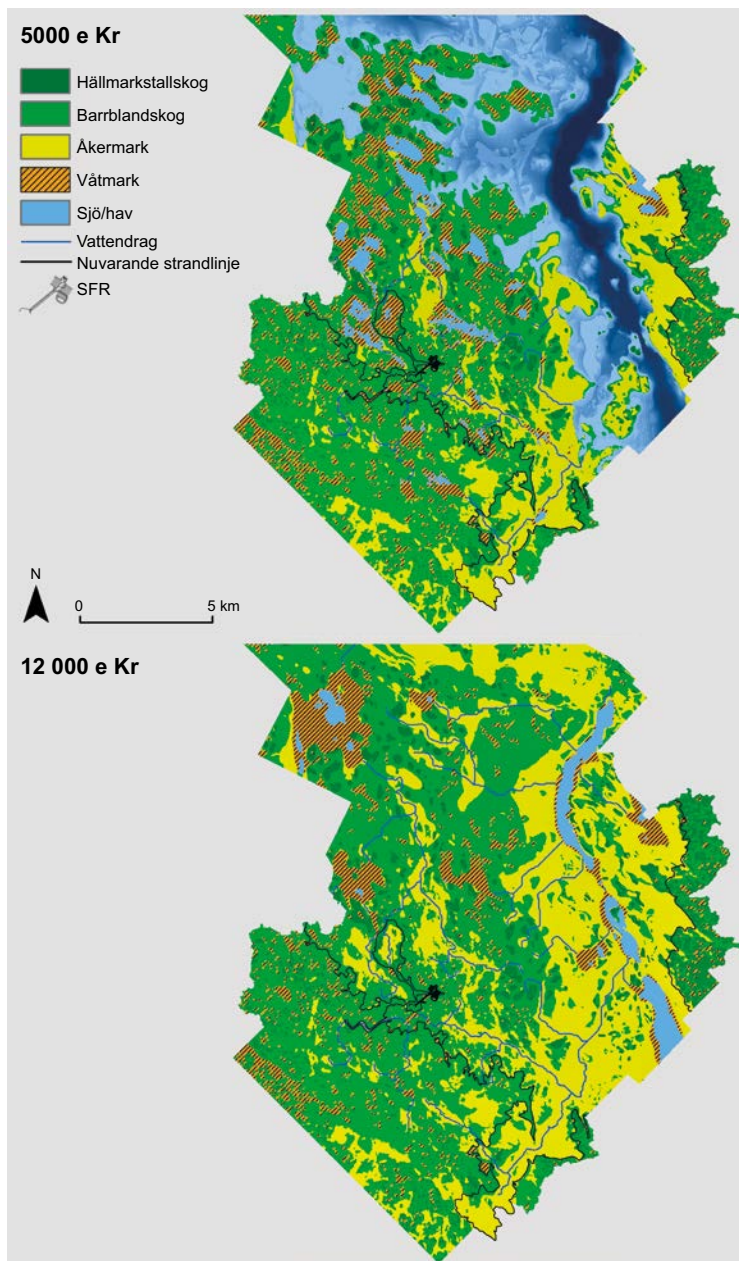 5000 e Kr
Hällmarkstallskog
Barrblandskog
Åkermark
Våtmark
Sjö/hav
Vattendrag
Nuvarande strandlinje
SFR
N
0 5 km
12 000 e Kr